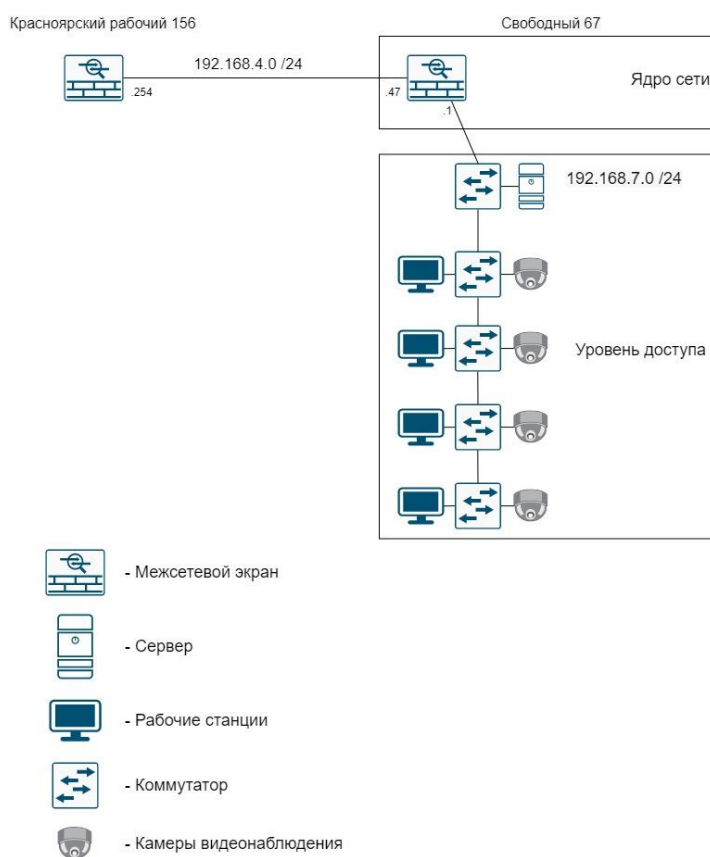 Красноярский рабочий 156
Свободный 67
192.168.4.0 /24
.254
.47
.1
Ядро сети
192.168.7.0 /24
Уровень доступа
- Межсетевой экран
- Сервер
- Рабочие станции
- Коммутатор
- Камеры видеонаблюдения